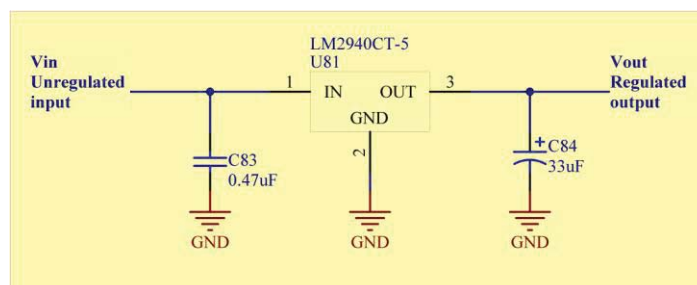 LM2940CT-5
U81
Vin
Unregulated
input
1
IN
OUT
3
Vout
Regulated
output
GND
2
C83
0.47uF
C84
33uF
+
GND
GND
GND